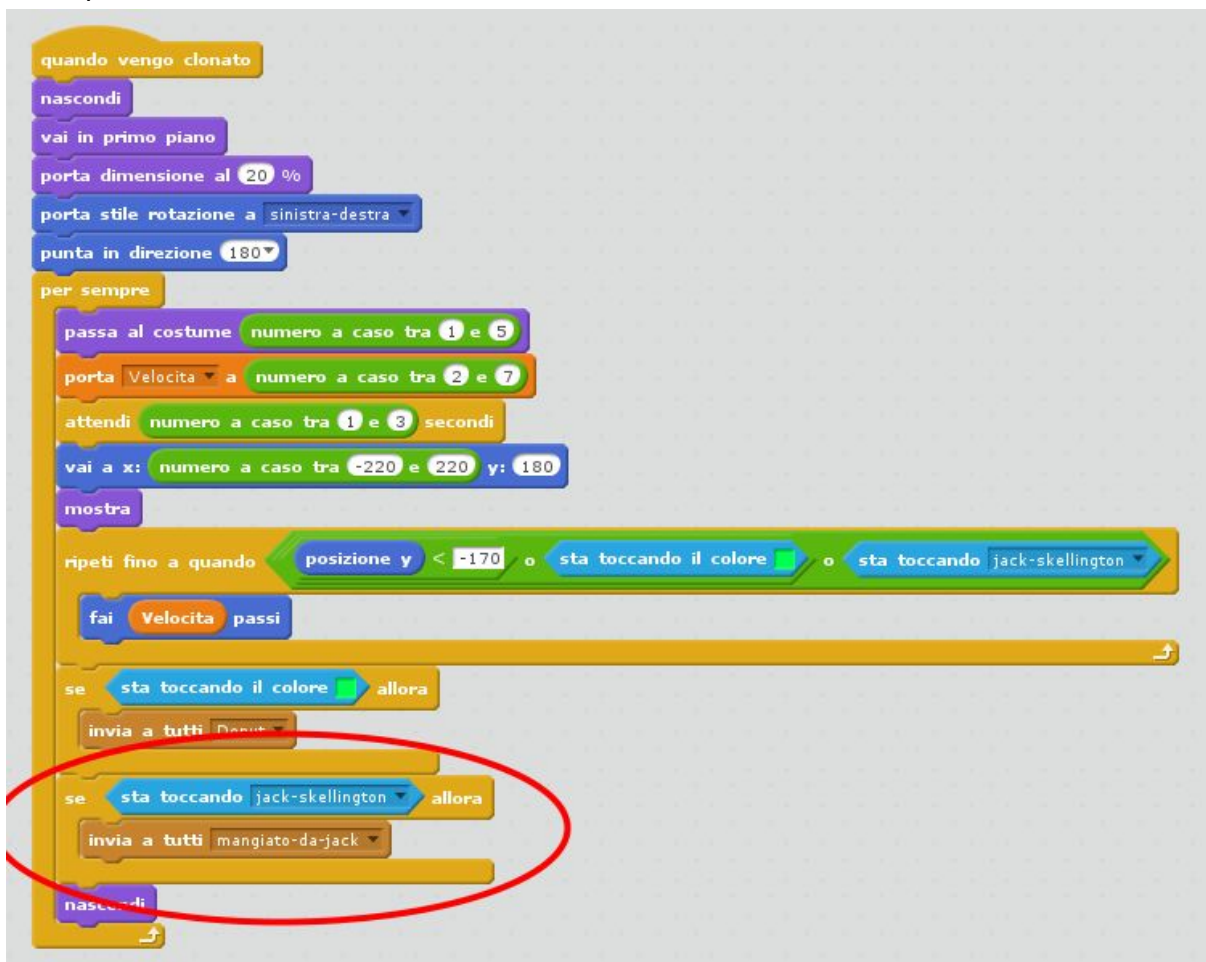 quando vengo clonato
nascondi
vai in primo piano
porta dimensione al 20 %
porta stile rotazione a sinistra-destra
punta in direzione 180
per sempre
passa al costume numero a caso tra 1 e 5
porta Velocita a numero a caso tra 2 e 7
attendi numero a caso tra 1 e 3 secondi
vai a x: numero a caso tra -220 e 220 y: 180
mostra
ripeti fino a quando posizione y < -170 o sta toccando il colore o sta toccando jack-skellington
fai Velocita passi
se sta toccando il colore allora
invia a tutti Donut
se sta toccando jack-skellington allora
invia a tutti mangiato-da-jack
nascondi